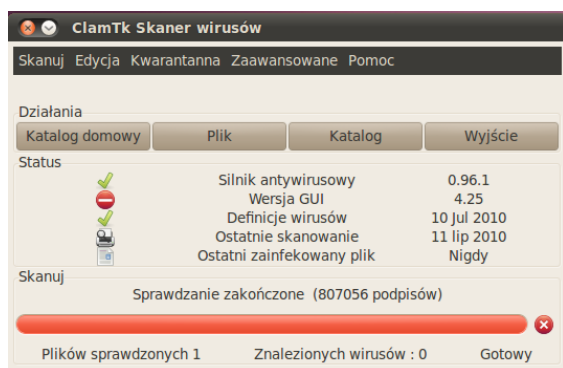 ClamTk Skaner wirusów
Skanuj Edycja Kwarantanna Zaawansowane Pomoc
Działania
Katalog domowy Plik Katalog Wyjście
Status
Silnik antywirusowy 0.96.1
Wersja GUI 4.25
Definicje wirusów 10 Jul 2010
Ostatnie skanowanie 11 lip 2010
Ostatni zainfekowany plik Nigdy
Skanuj
Sprawdzanie zakończone (807056 podpisów)
Plików sprawdzonych 1 Znalezionych wirusów : 0 Gotowy